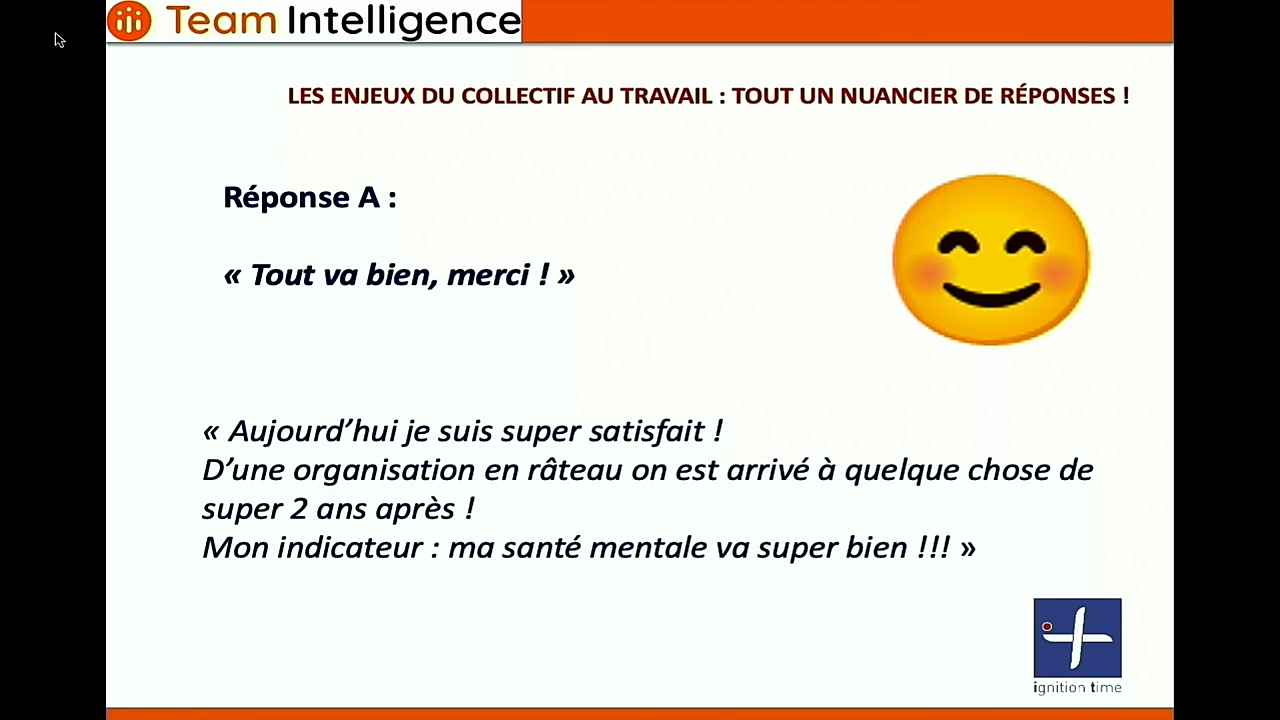 Team Intelligence
LES ENJEUX DU COLLECTIF AU TRAVAIL : TOUT UN NUANCIER DE RÉPONSES !
Réponse A :
« Tout va bien, merci ! »
« Aujourd’hui je suis super satisfait !
D’une organisation en râteau on est arrivé à quelque chose de
super 2 ans après !
Mon indicateur : ma santé mentale va super bien !!! »
ignition time